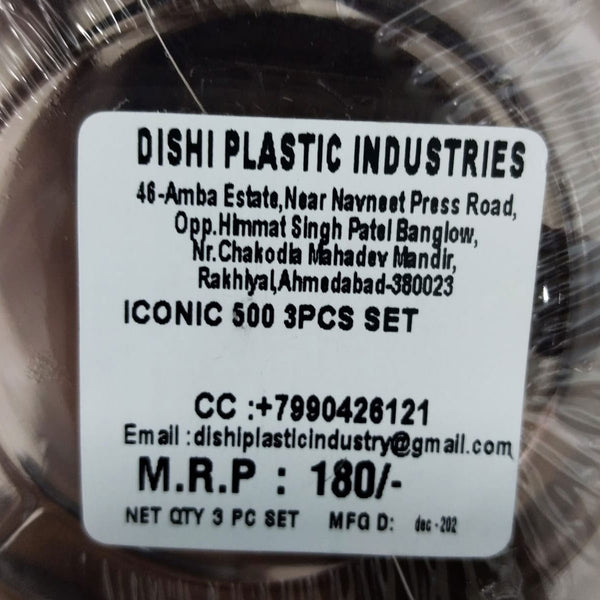 DISHI PLASTIC INDUSTRIES
46-Amba Estate,Near Navneet Press Road,
Opp.Himmat Singh Patel Banglow,
Nr.Chakodia Mahadev Mandir,
Rakhiyal,Ahmedabad-380023
ICONIC 500 3PCS SET
CC :+7990426121
Email :dishiplasticindustry@gmail.com
M.R.P : 180/-
NET QTY 3 PC SET MFG D: dec -202